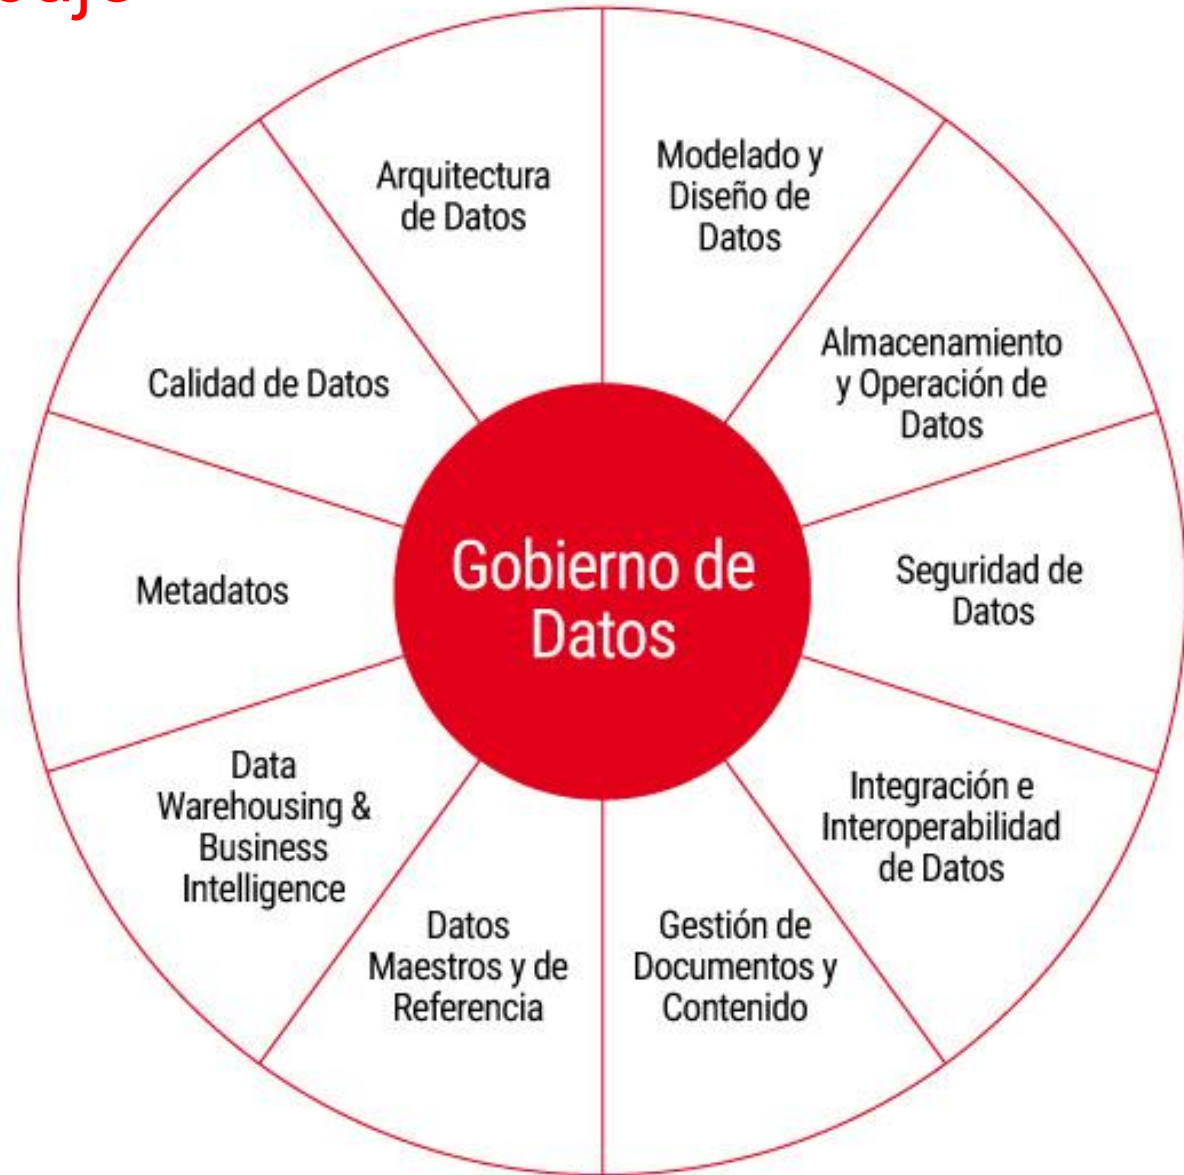 Arquitectura
de Datos
Modelado y
Diseño de
Datos
Almacenamiento
y Operación de
Datos
Seguridad de
Datos
Integración e
Interoperabilidad
de Datos
Gestión de
Documentos y
Contenido
Datos
Maestros y de
Referencia
Data
Warehousing &
Business
Intelligence
Metadatos
Calidad de Datos
Gobierno de
Datos